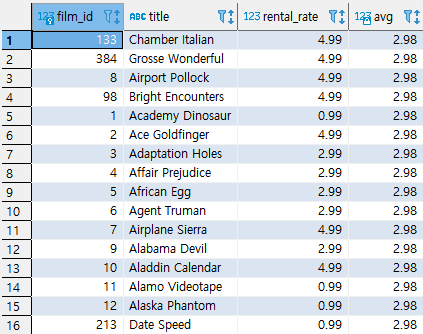 123 film_id title 123 rental_rate 123 avg
1 133 Chamber Italian 4.99 2.98
2 384 Grosse Wonderful 4.99 2.98
3 8 Airport Pollock 4.99 2.98
4 98 Bright Encounters 4.99 2.98
5 1 Academy Dinosaur 0.99 2.98
6 2 Ace Goldfinger 4.99 2.98
7 3 Adaptation Holes 2.99 2.98
8 4 Affair Prejudice 2.99 2.98
9 5 African Egg 2.99 2.98
10 6 Agent Truman 2.99 2.98
11 7 Airplane Sierra 4.99 2.98
12 9 Alabama Devil 2.99 2.98
13 10 Aladdin Calendar 4.99 2.98
14 11 Alamo Videotape 0.99 2.98
15 12 Alaska Phantom 0.99 2.98
16 213 Date Speed 0.99 2.98